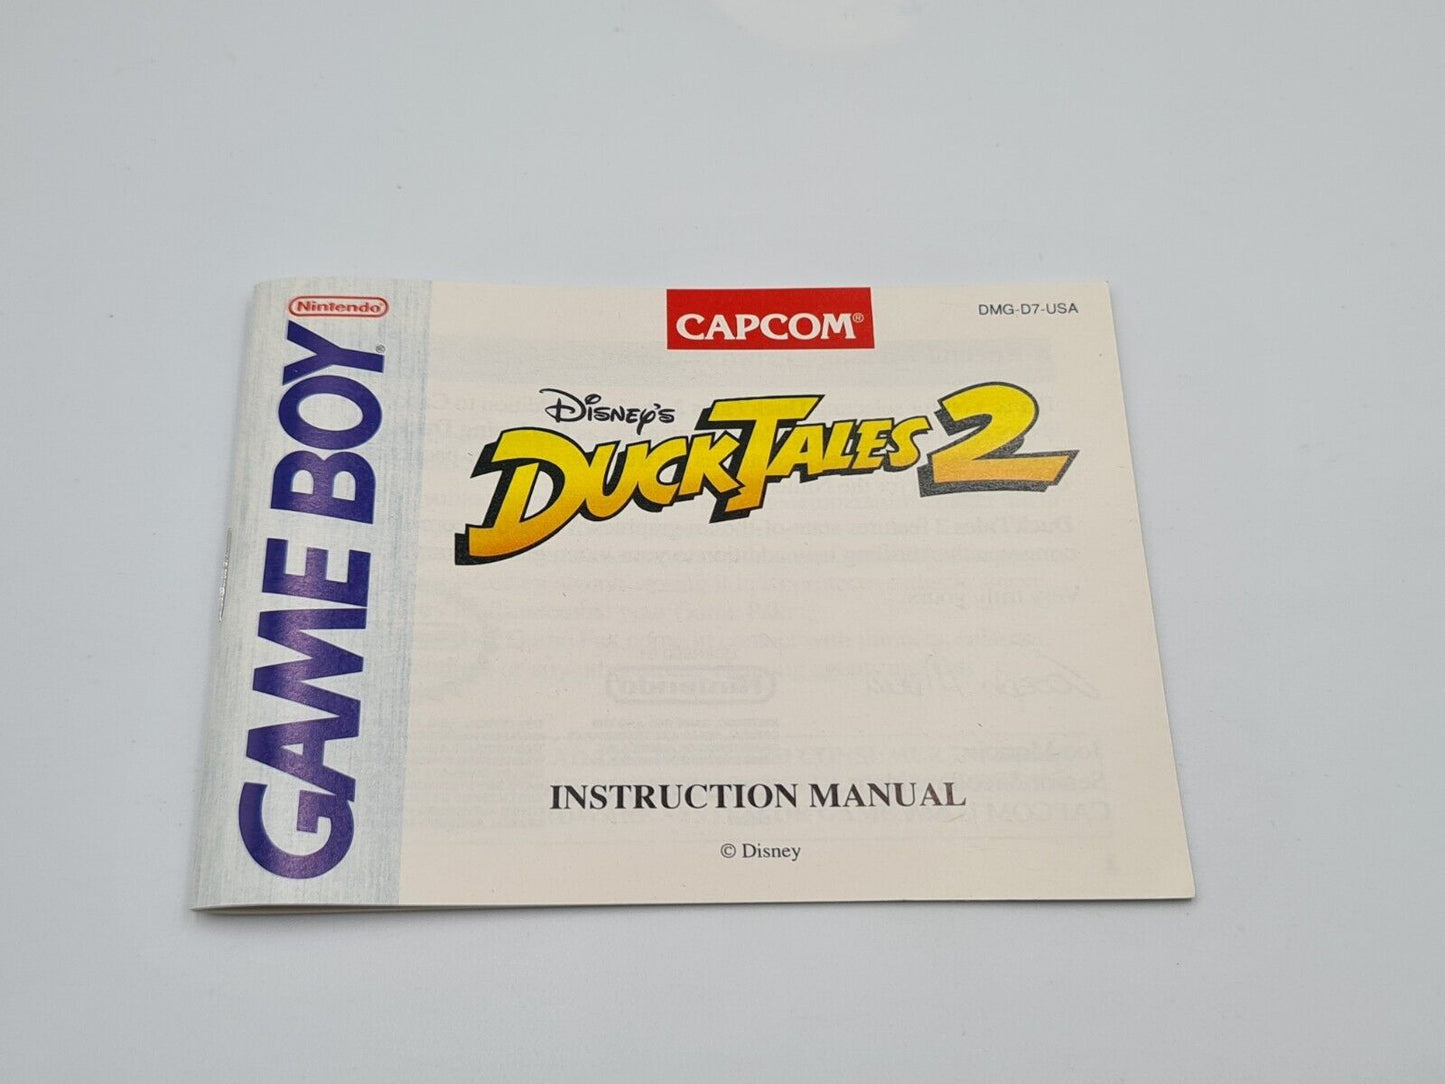 Nintendo®
GAME BOY®
CAPCOM®
DMG-D7-USA
Disney's
DUCKTALES 2
INSTRUCTION MANUAL
© Disney